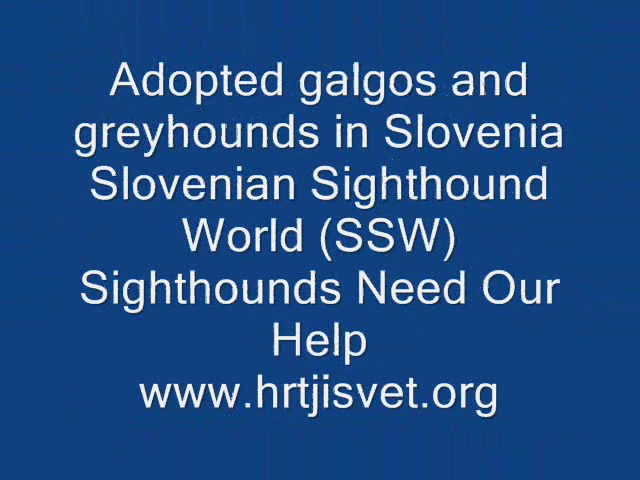 Adopted galgos and
greyhounds in Slovenia
Slovenian Sighthound
World (SSW)
Sighthounds Need Our
Help
www.hrtjisvet.org